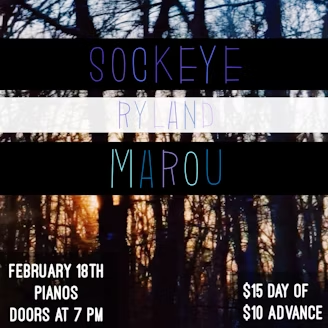 SOCKEYE
RYLAND
MAROU
FEBRUARY 18TH
PIANOS
DOORS AT 7 PM
$15 DAY OF
$10 ADVANCE